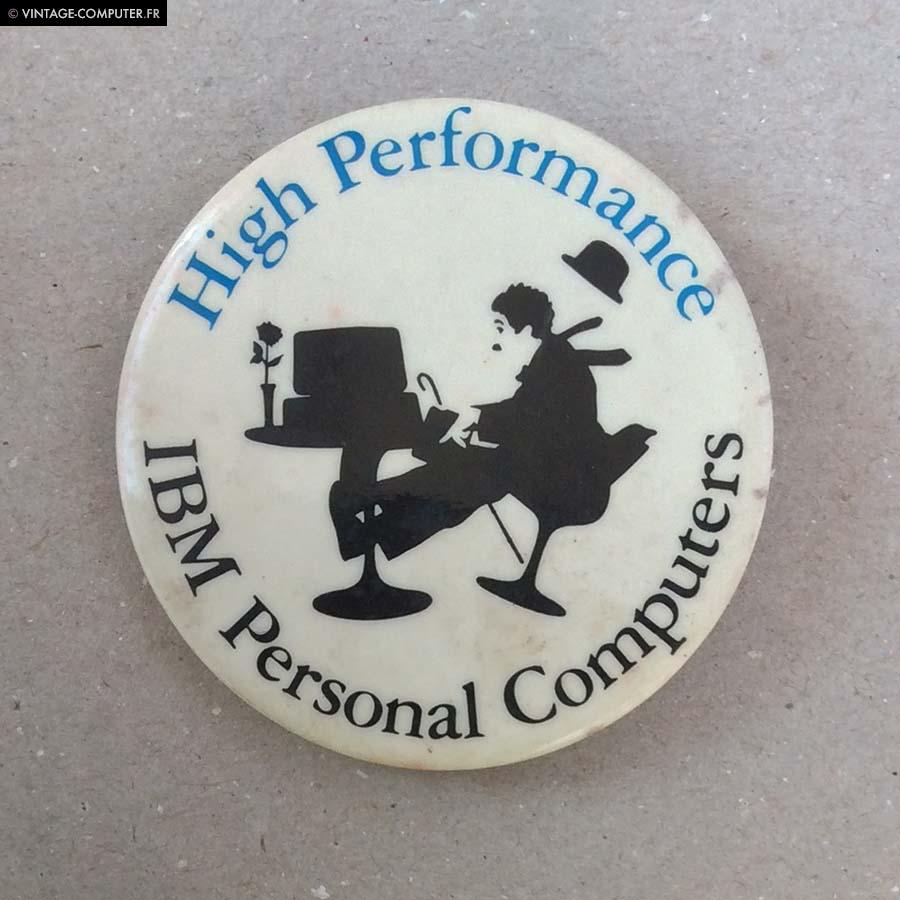 © VINTAGE-COMPUTER.FR
High Performance
IBM Personal Computers